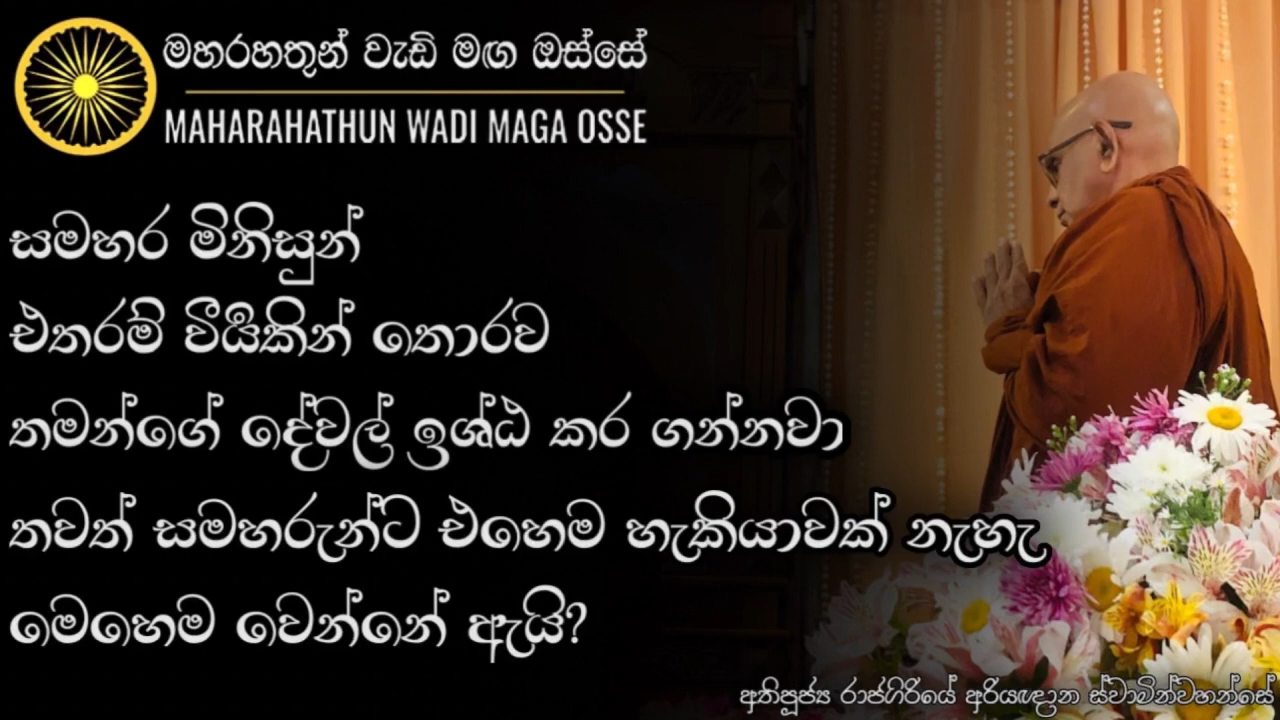 මහරහතුන් වැඩි මඟ ඔස්සේ
MAHARAHATHUN WADI MAGA OSSE
සමහර මිනිසුන්
එතරම් වීර්‍යකින් තොරව
තමන්ගේ දේවල් ඉශ්ඨ කර ගන්නවා
තවත් සමහරුන්ට එහෙම හැකියාවක් නැහැ
මෙහෙම වෙන්නේ ඇයි?
අතිපූජ්‍ය රාජගිරියේ අරියඥාන ස්වාමින්වහන්සේ